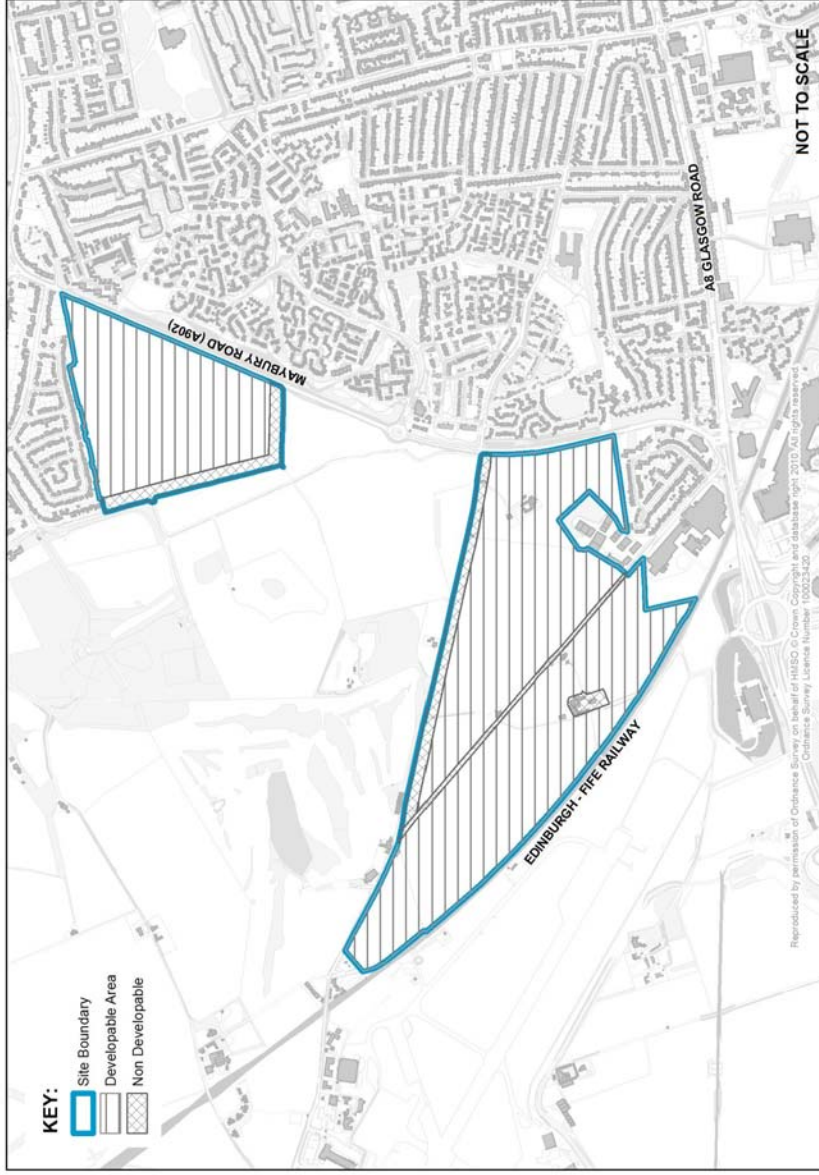 KEY:
Site Boundary
Developable Area
Non Developable
MAYBURY ROAD (A902)
A8 GLASGOW ROAD
EDINBURGH - FIFE RAILWAY
NOT TO SCALE
Reproduced by permission of Ordnance Survey on behalf of HMSO. © Crown Copyright and database right 2010. All rights reserved.
Ordnance Survey Licence Number 100023420